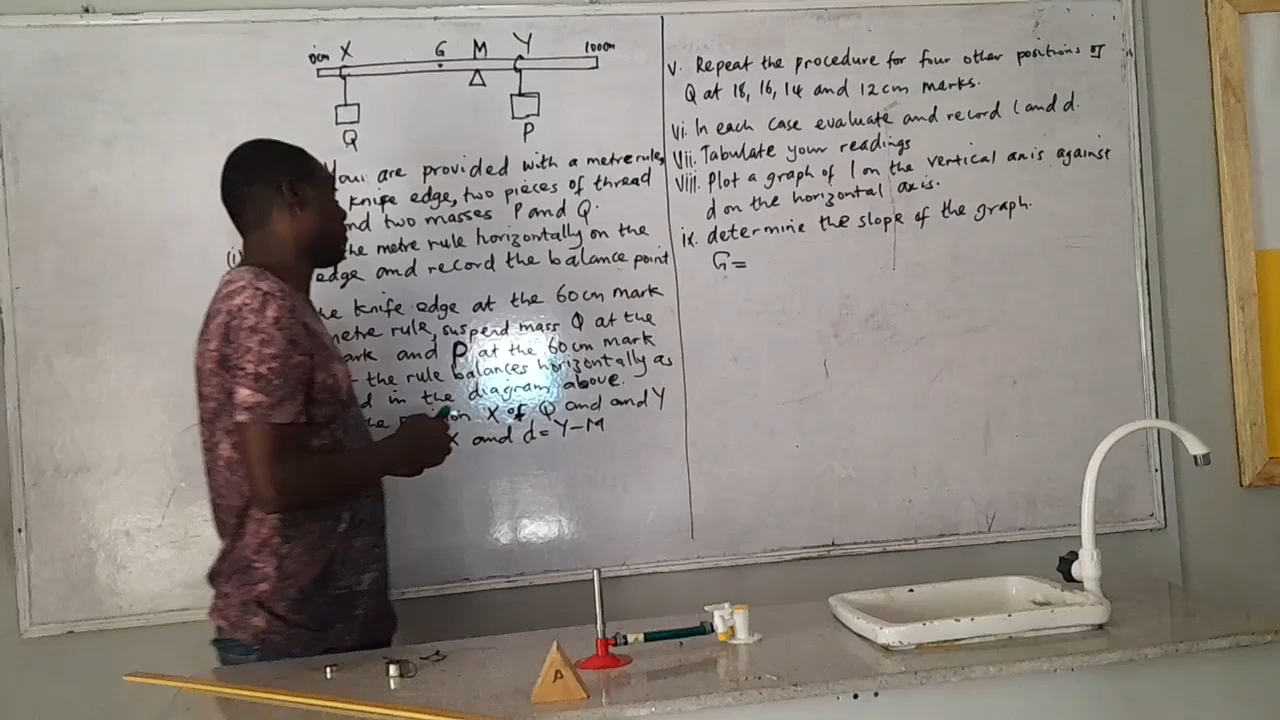 0cm X G M Y 100cm
Q P
You are provided with a metre rule,
knife edge, two pieces of thread
and two masses P and Q.
(i) the metre rule horizontally on the
edge and record the balance point
knife edge at the 60cm mark
metre rule, suspend mass Q at the
mark and P at the 60cm mark
the rule balances horizontally as
in the diagram above.
X of Q and and Y
X and d= Y-M
v. Repeat the procedure for four other positions of
Q at 18, 16, 14 and 12cm marks.
vi. In each case evaluate and record l and d.
vii. Tabulate your readings
viii. Plot a graph of l on the vertical axis against
d on the horizontal axis.
ix. determine the slope of the graph.
G=